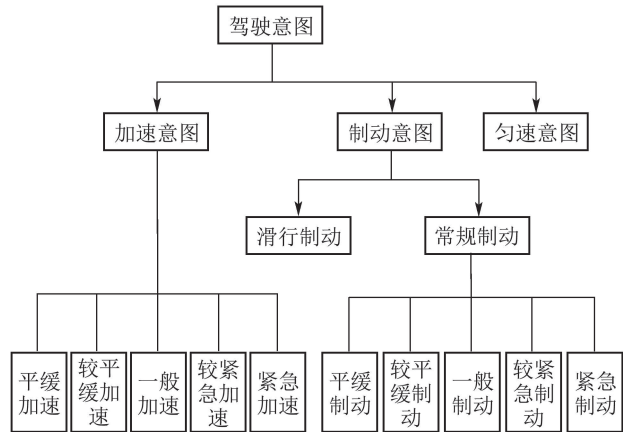 驾驶意图
加速意图
制动意图
匀速意图
滑行制动
常规制动
平缓
加速
较平
缓加
速
一般
加速
较紧
急加
速
紧急
加速
平缓
制动
较平
缓制
动
一般
制动
较紧
急制
动
紧急
制动